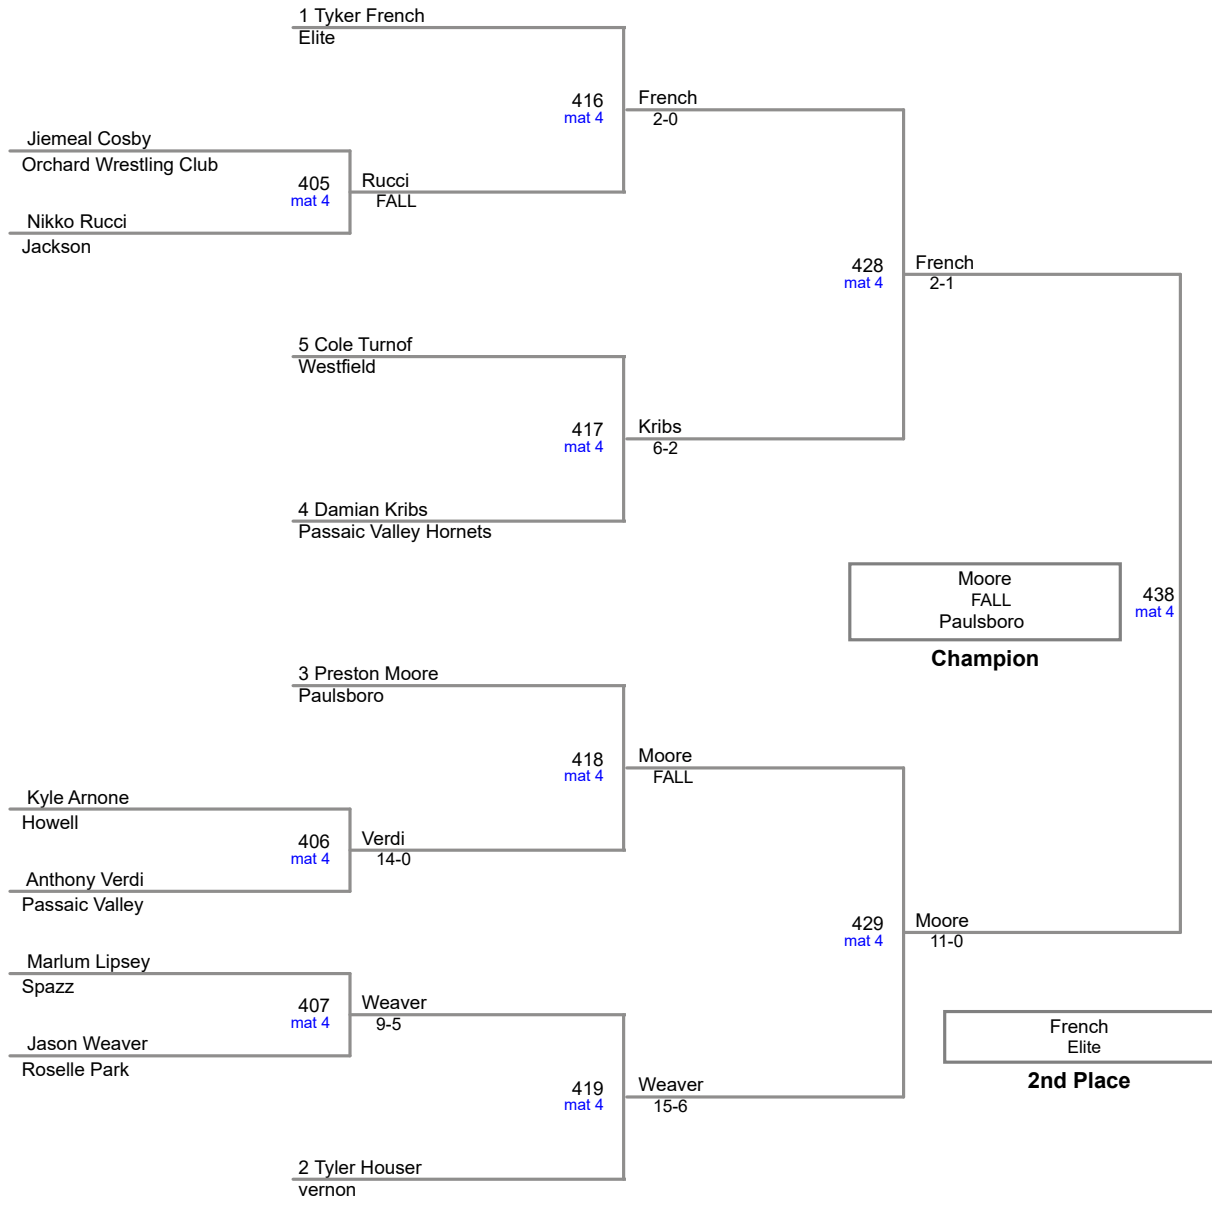 1 Tyker French
Elite
416
mat 4
French
2-0
Jiemeal Cosby
Orchard Wrestling Club
405
mat 4
Rucci
FALL
Nikko Rucci
Jackson
428
mat 4
French
2-1
5 Cole Turnof
Westfield
417
mat 4
Kribs
6-2
4 Damian Kribs
Passaic Valley Hornets
Moore
FALL
Paulsboro
438
mat 4
Champion
3 Preston Moore
Paulsboro
418
mat 4
Moore
FALL
Kyle Arnone
Howell
406
mat 4
Verdi
14-0
Anthony Verdi
Passaic Valley
429
mat 4
Moore
11-0
Marlum Lipsey
Spazz
407
mat 4
Weaver
9-5
Jason Weaver
Roselle Park
French
Elite
2nd Place
419
mat 4
Weaver
15-6
2 Tyler Houser
vernon